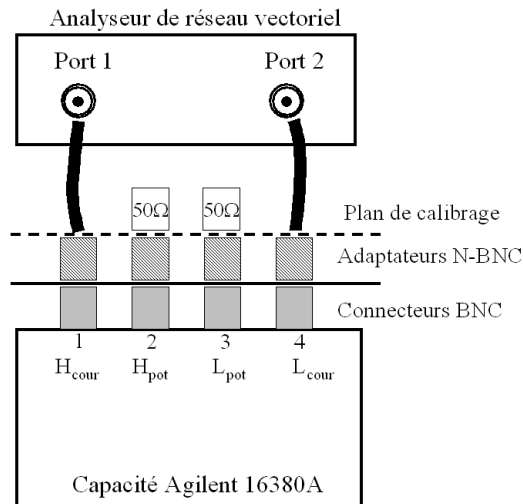 Analyseur de réseau vectoriel
Port 1 Port 2
50Ω 50Ω
Plan de calibrage
Adaptateurs N-BNC
Connecteurs BNC
1 2 3 4
Hcour Hpot Lpot Lcour
Capacité Agilent 16380A